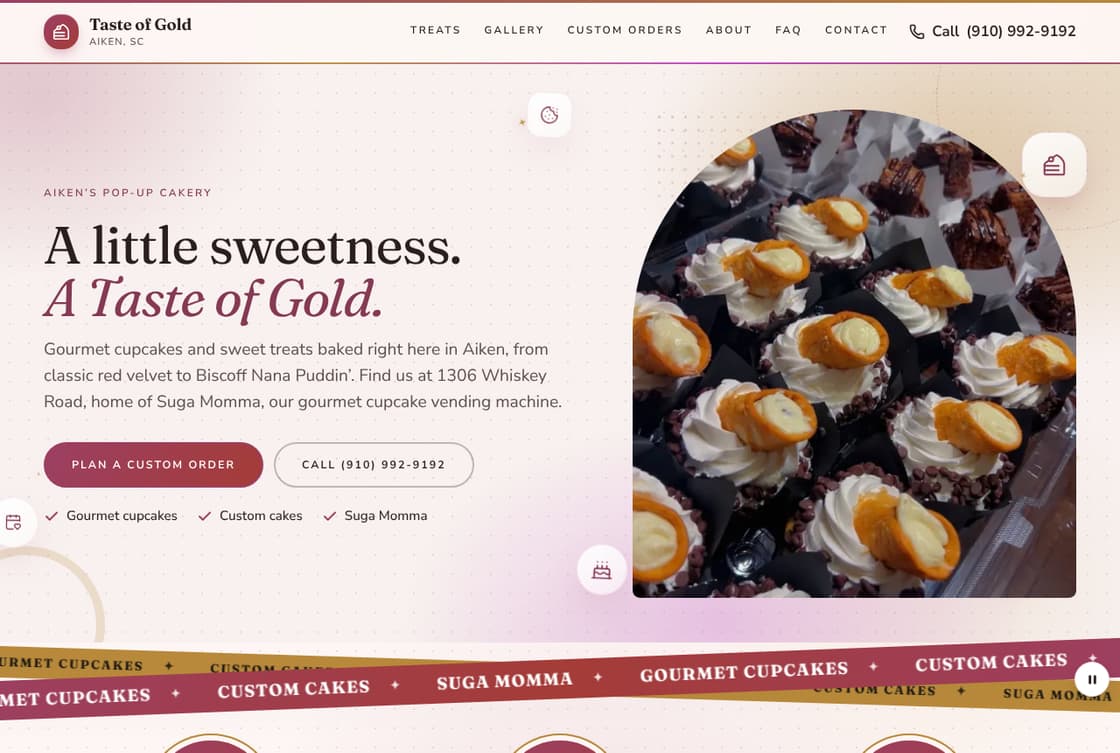 Taste of Gold
AIKEN, SC
TREATS
GALLERY
CUSTOM ORDERS
ABOUT
FAQ
CONTACT
Call (910) 992-9192
AIKEN'S POP-UP CAKERY
A little sweetness.
A Taste of Gold.
Gourmet cupcakes and sweet treats baked right here in Aiken, from
classic red velvet to Biscoff Nana Puddin'. Find us at 1306 Whiskey
Road, home of Suga Momma, our gourmet cupcake vending machine.
PLAN A CUSTOM ORDER
CALL (910) 992-9192
Gourmet cupcakes
Custom cakes
Suga Momma
URMET CUPCAKES ✦ CUSTOM CAKES
MET CUPCAKES ✦ CUSTOM CAKES ✦ SUGA MOMMA ✦ GOURMET CUPCAKES ✦ CUSTOM CAKES ✦
CUSTOM CAKES ✦ SUGA MOMMA